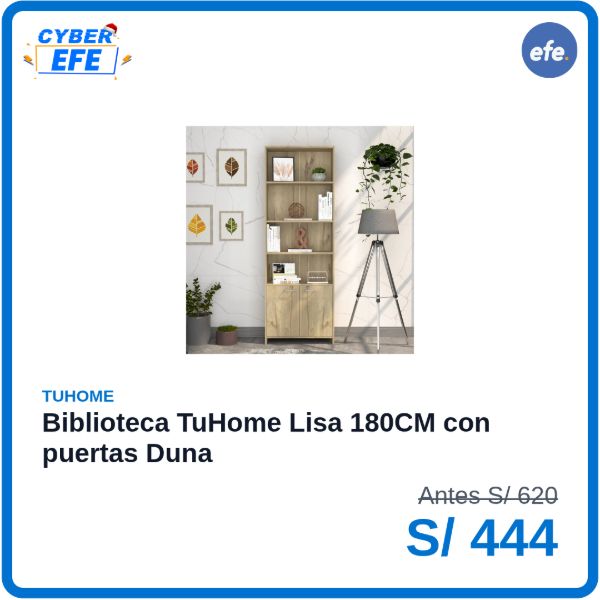 CYBER
EFE
efe.
TUHOME
Biblioteca TuHome Lisa 180CM con
puertas Duna
Antes S/ 620
S/ 444